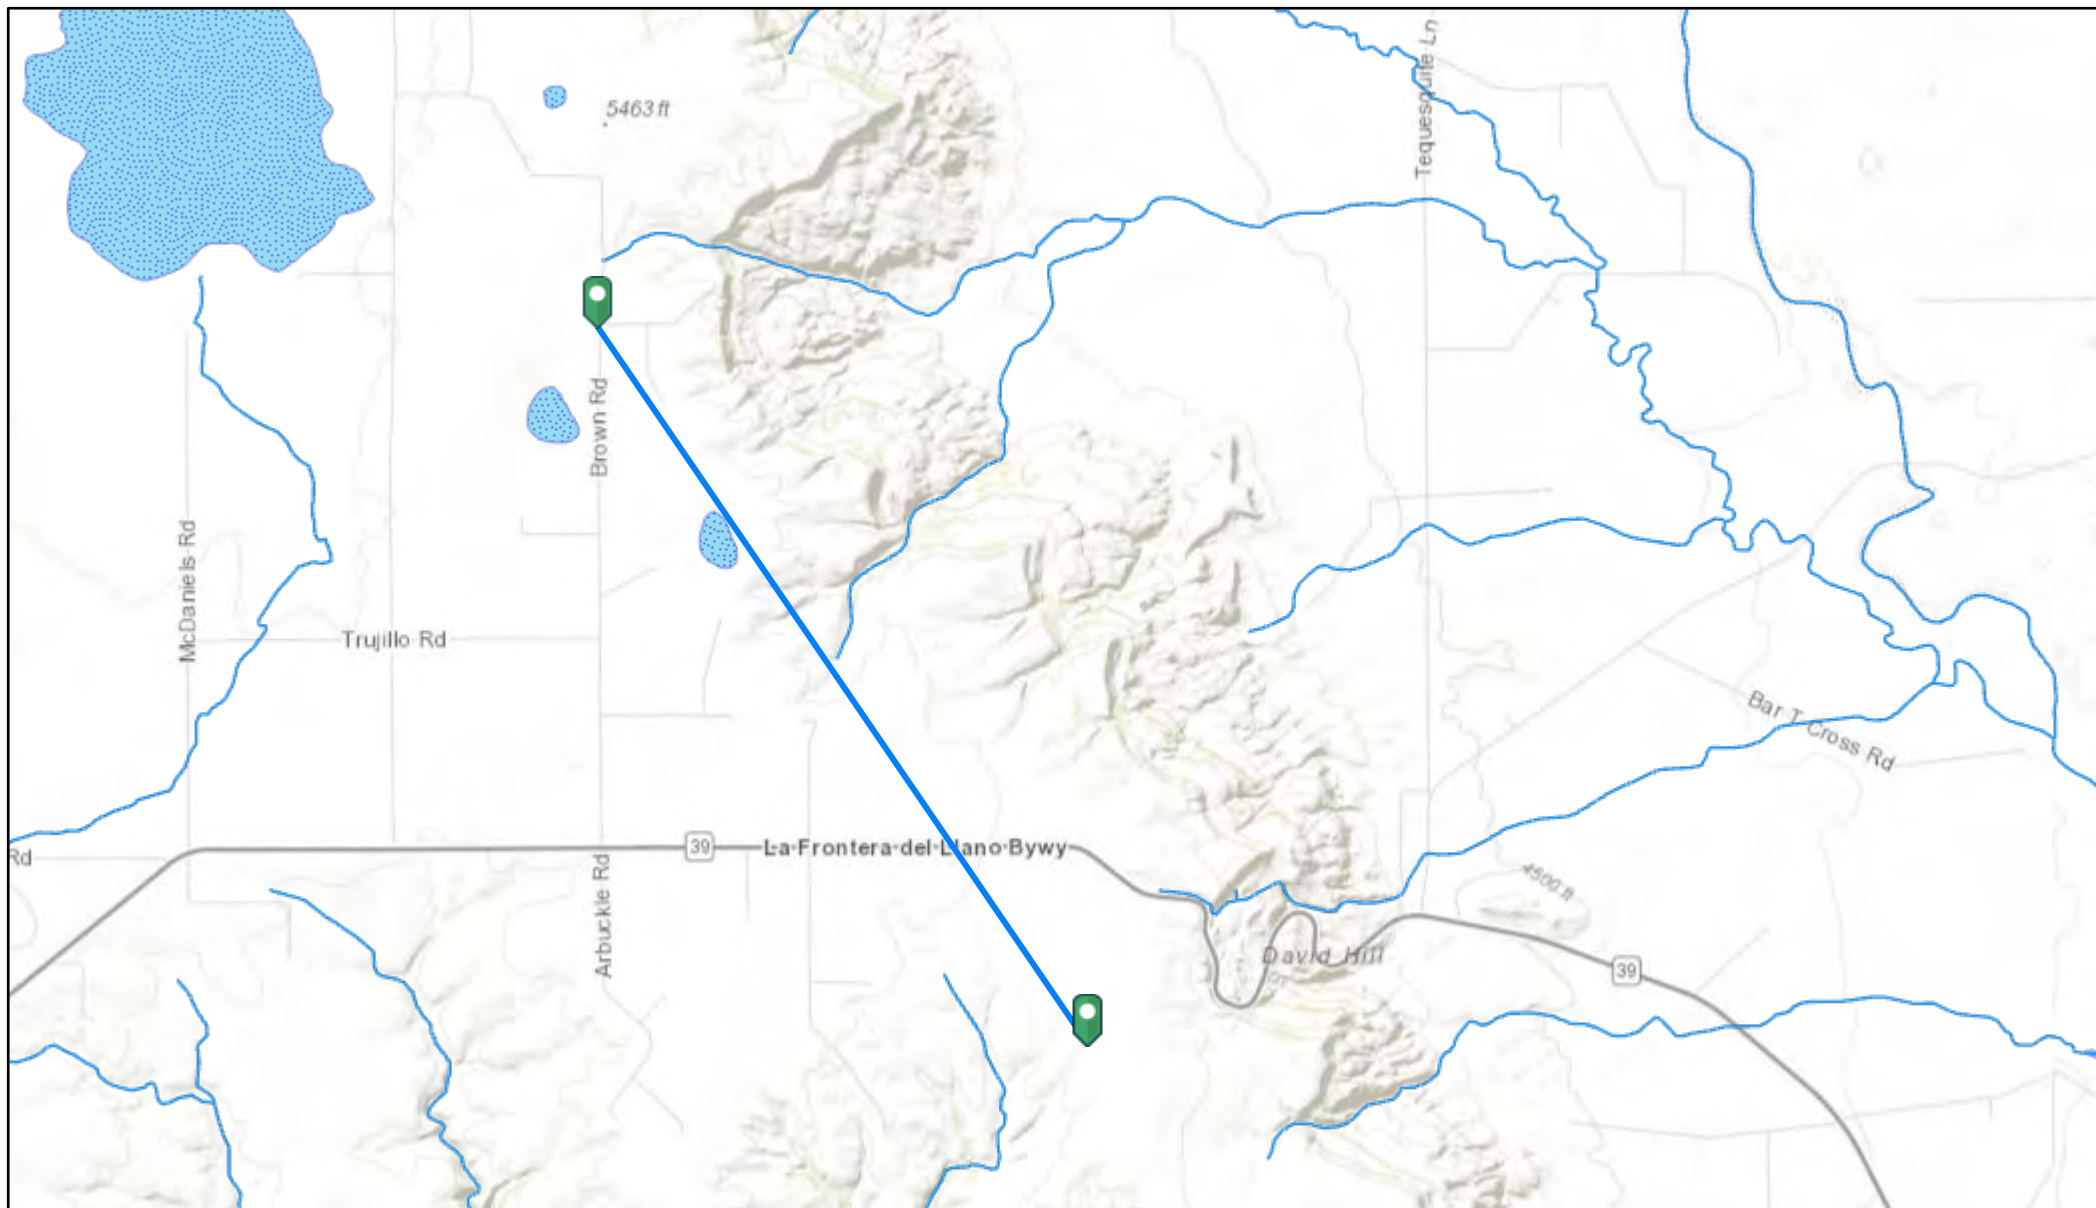 5463 ft
Tequesquite Ln
Brown Rd
McDaniels Rd
Trujillo Rd
Bar T Cross Rd
Rd
39
La Frontera del Llano Bywy
Arbuckle Rd
4500 ft
David Hill
39